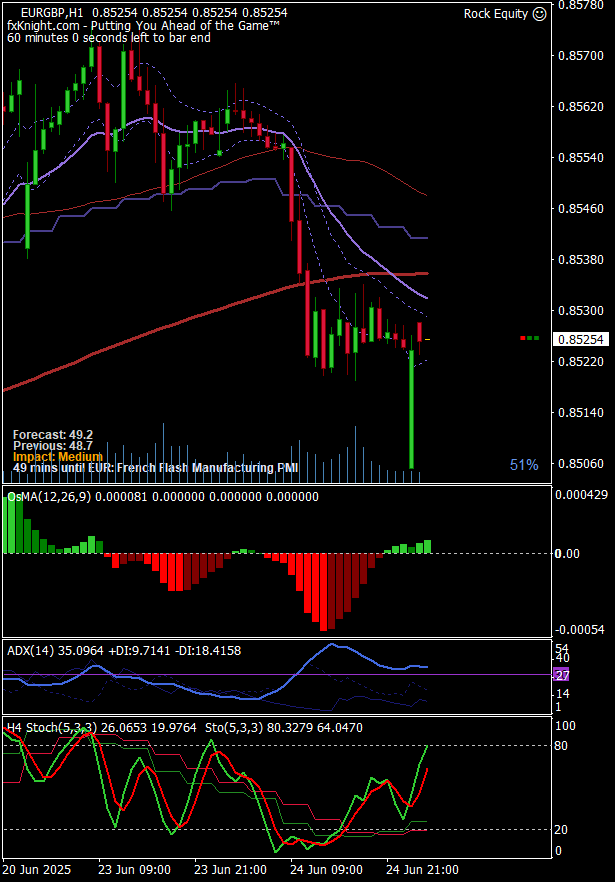 EURGBP,H1 0.85254 0.85254 0.85254 0.85254
Rock Equity ☺
fxKnight.com - Putting You Ahead of the Game™
60 minutes 0 seconds left to bar end
0.85780
0.85700
0.85620
0.85540
0.85460
0.85380
0.85300
0.85254
0.85220
0.85140
0.85060
Forecast: 49.2
Previous: 48.7
Impact: Medium
49 mins until EUR: French Flash Manufacturing PMI
51%
OsMA(12,26,9) 0.000081 0.000000 0.000000 0.000000
0.000429
0.00
-0.00054
ADX(14) 35.0964 +DI:9.7141 -DI:18.4158
54
40
27
14
1
H4 Stoch(5,3,3) 26.0653 19.9764 Sto(5,3,3) 80.3279 64.0470
100
80
20
0
20 Jun 2025
23 Jun 09:00
23 Jun 21:00
24 Jun 09:00
24 Jun 21:00